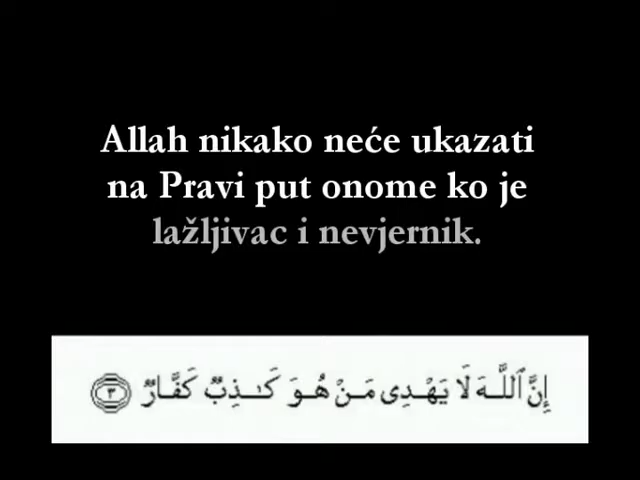 Allah nikako neće ukazati
na Pravi put onome ko je
lažljivac i nevjernik.
إِنَّ ٱللَّهَ لَا يَهْدِى مَنْ هُوَ كَـٰذِبٌ كَفَّارٌ ٣